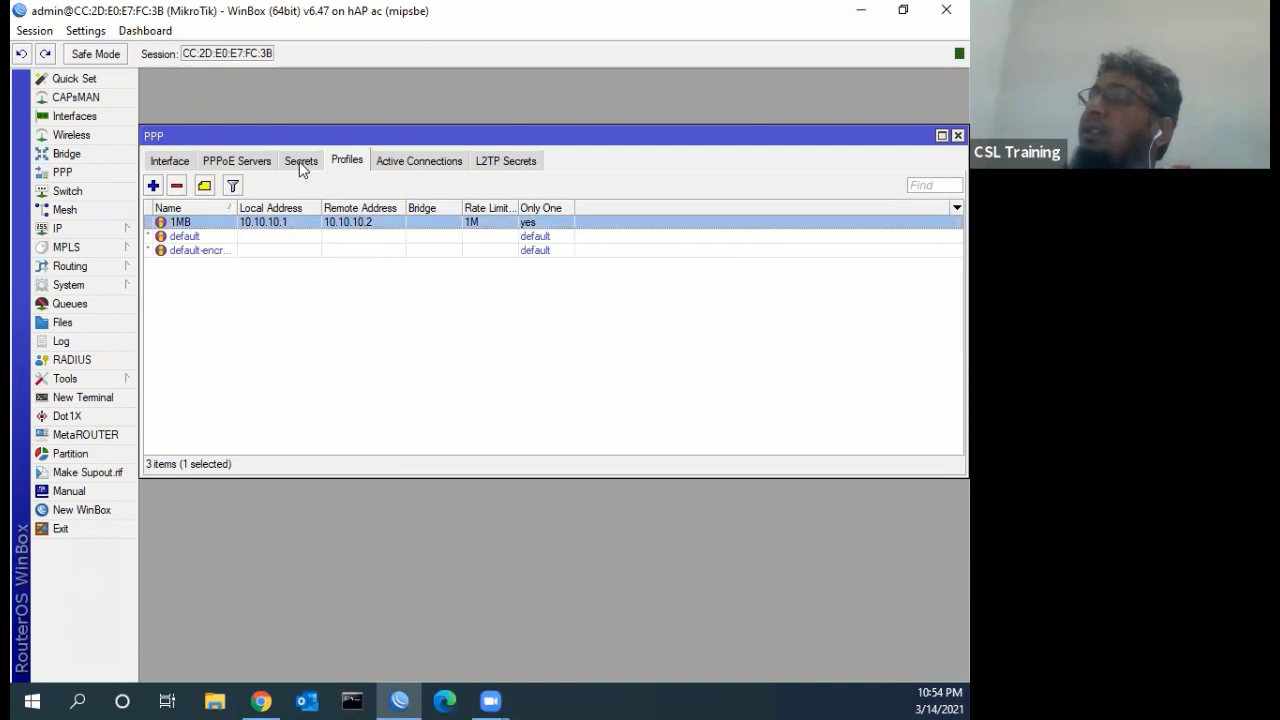 admin@CC:2D:E0:E7:FC:3B (MikroTik) - WinBox (64bit) v6.47 on hAP ac (mipsbe)
Session Settings Dashboard
Safe Mode Session: CC:2D:E0:E7:FC:3B
Quick Set
CAPsMAN
Interfaces
Wireless
Bridge
PPP
Switch
Mesh
IP
MPLS
Routing
System
Queues
Files
Log
RADIUS
Tools
New Terminal
Dot1X
MetaROUTER
Partition
Make Supout.rif
Manual
New WinBox
Exit
RouterOS WinBox
PPP
Interface PPPoE Servers Secrets Profiles Active Connections L2TP Secrets
Find
Name Local Address Remote Address Bridge Rate Limit... Only One
1MB 10.10.10.1 10.10.10.2 1M yes
* default default
* default-encr... default
3 items (1 selected)
CSL Training
10:54 PM
3/14/2021